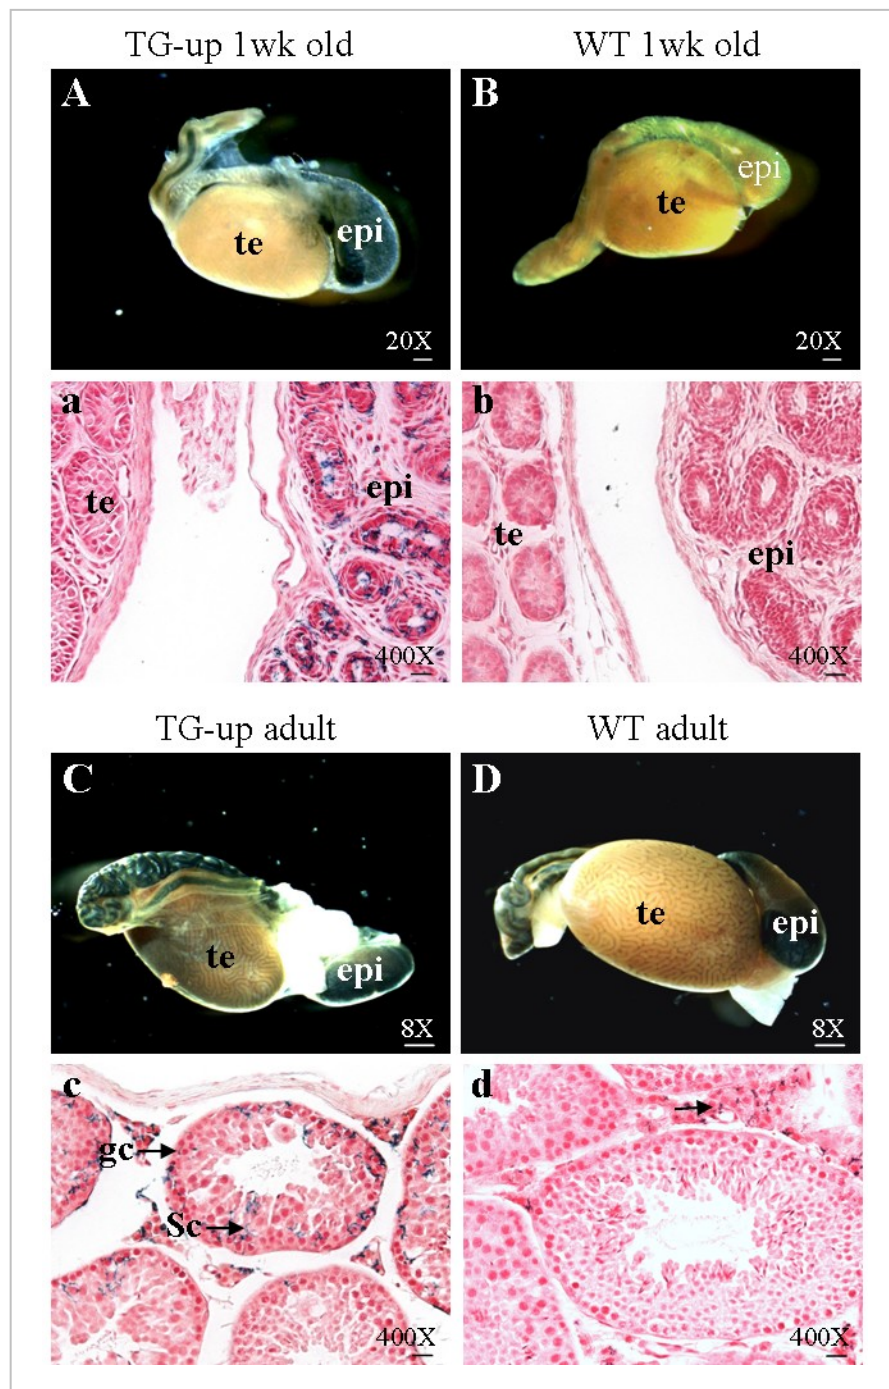 TG-up 1wk old
WT 1wk old
A
te
epi
20X
B
te
epi
20X
a
te
epi
400X
b
te
epi
400X
TG-up adult
WT adult
C
te
epi
8X
D
te
epi
8X
c
gc
Sc
400X
d
400X